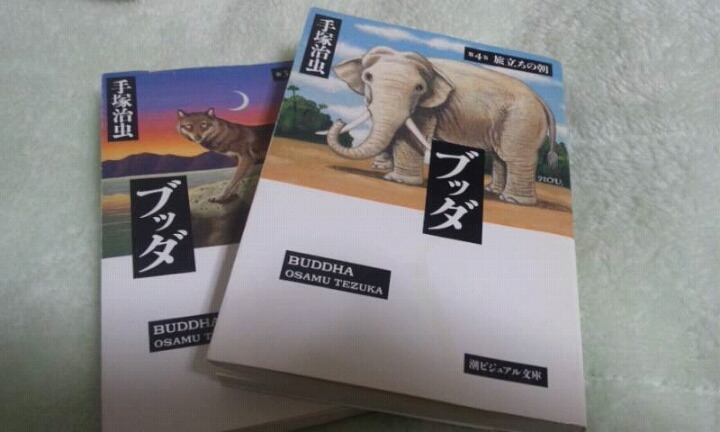 手塚治虫
第4巻 旅立ちの朝
ブッダ
BUDDHA
OSAMU TEZUKA
潮ビジュアル文庫
手塚治虫
ブッダ
BUDDHA
OSAMU T